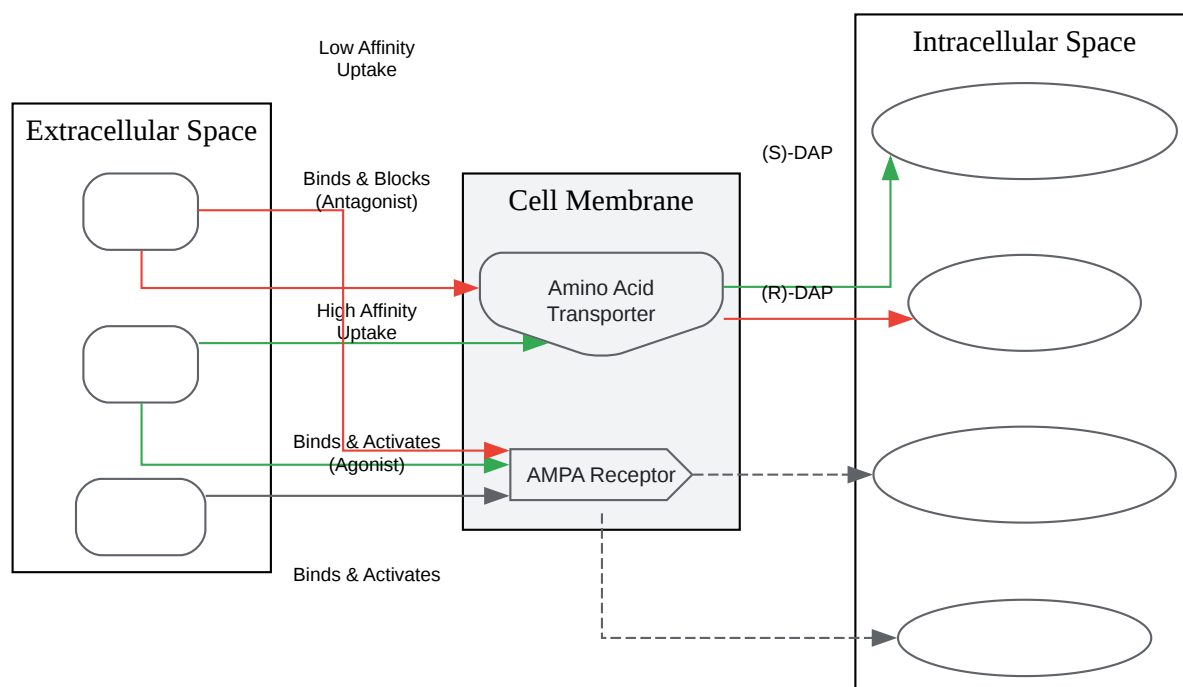 Low Affinity
Uptake
Intracellular Space
Extracellular Space
(S)-DAP
Binds & Blocks
(Antagonist)
Cell Membrane
Amino Acid
Transporter
(R)-DAP
High Affinity
Uptake
Binds & Activates
(Agonist)
AMPA Receptor
Binds & Activates